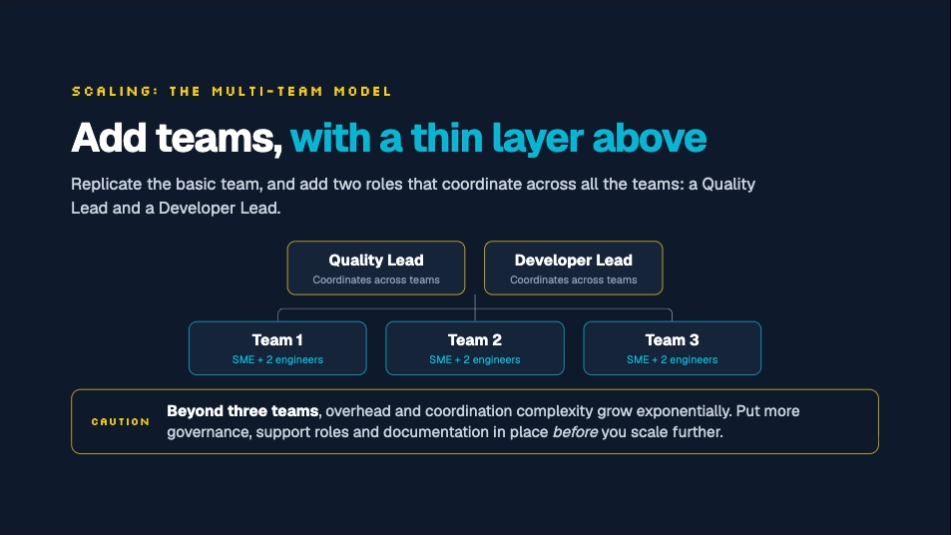 SCALING: THE MULTI-TEAM MODEL
Add teams, with a thin layer above
Replicate the basic team, and add two roles that coordinate across all the teams: a Quality
Lead and a Developer Lead.
Quality Lead
Coordinates across teams
Developer Lead
Coordinates across teams
Team 1
SME + 2 engineers
Team 2
SME + 2 engineers
Team 3
SME + 2 engineers
CAUTION
Beyond three teams, overhead and coordination complexity grow exponentially. Put more
governance, support roles and documentation in place before you scale further.